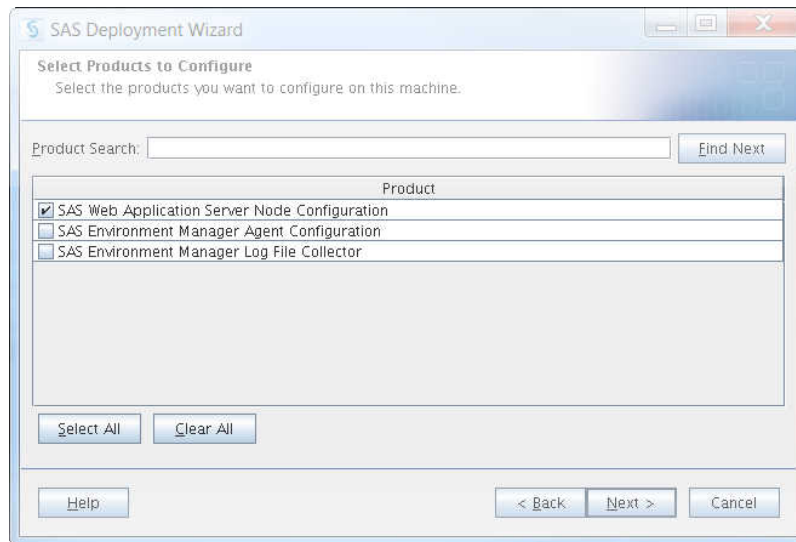 SAS Deployment Wizard
Select Products to Configure
Select the products you want to configure on this machine.
Product Search:
Find Next
Product
SAS Web Application Server Node Configuration
SAS Environment Manager Agent Configuration
SAS Environment Manager Log File Collector
Select All Clear All
Help < Back Next > Cancel